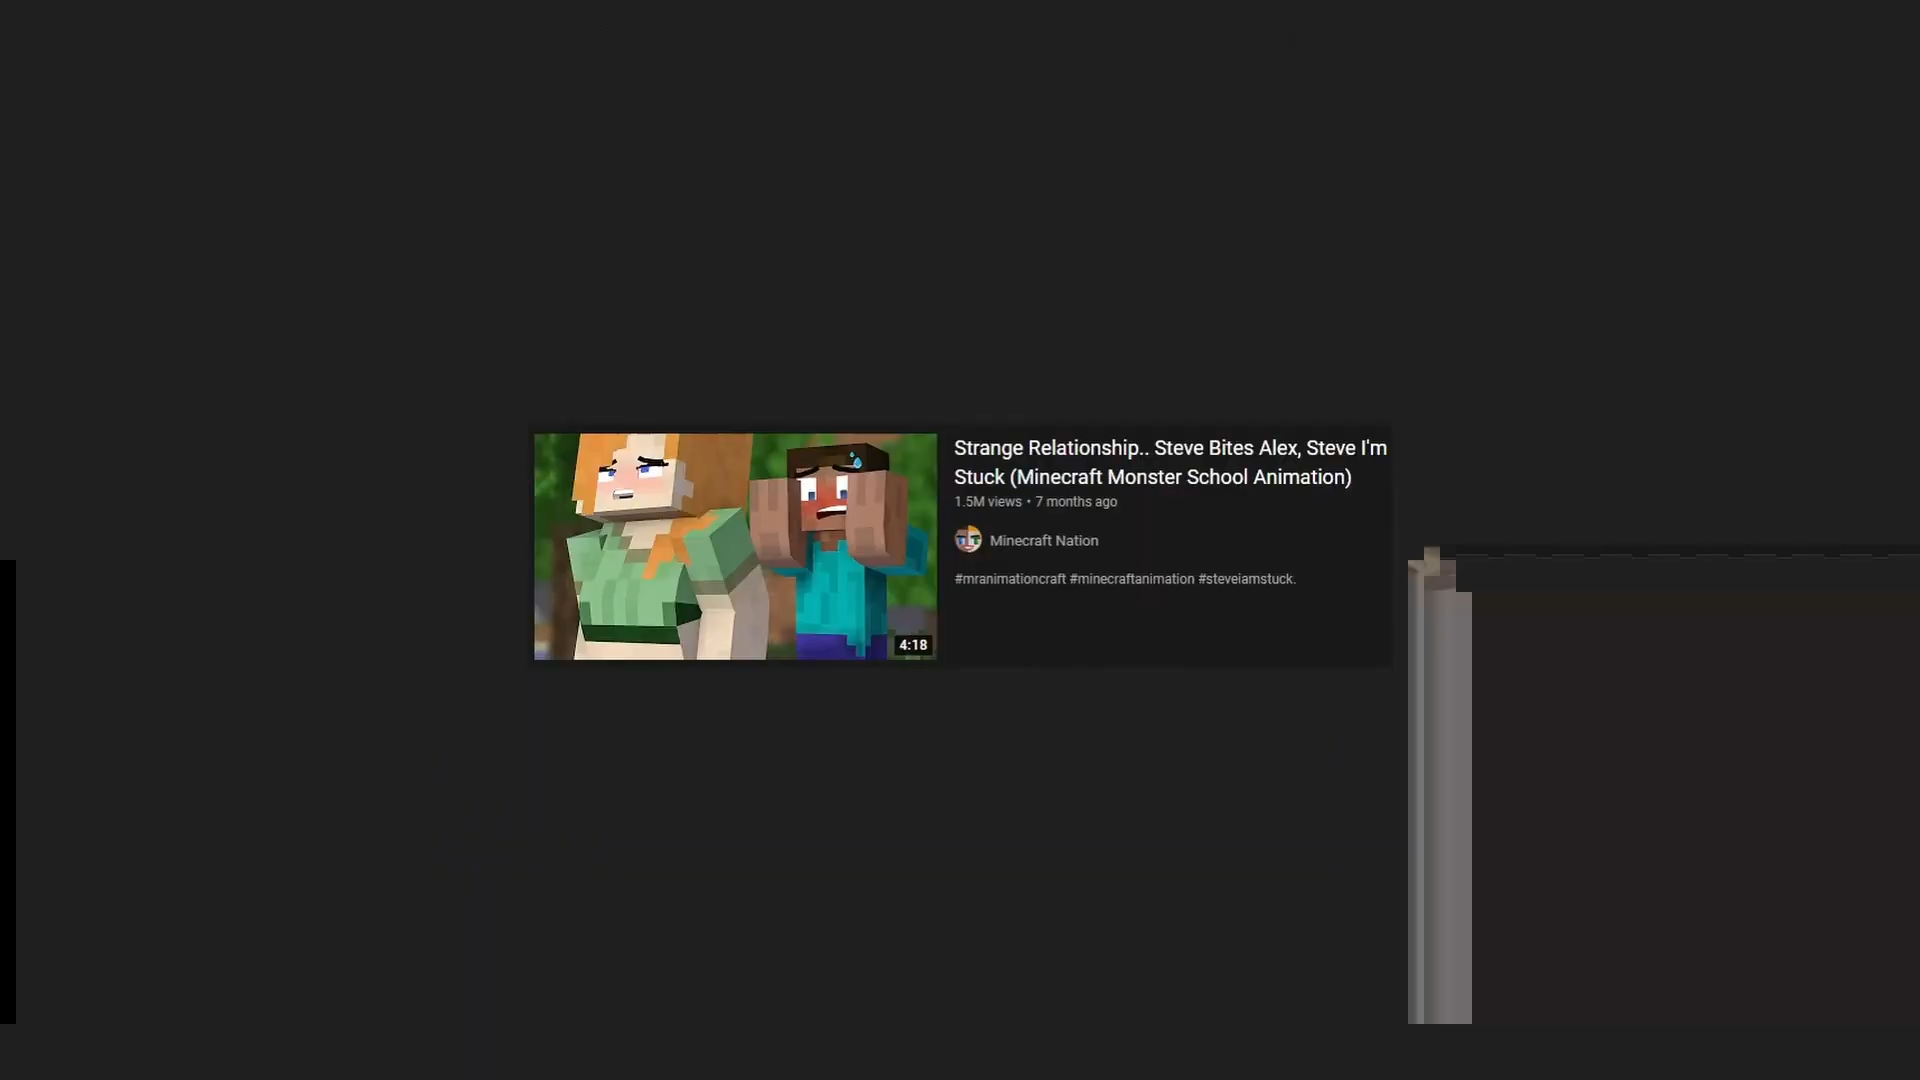 Strange Relationship.. Steve Bites Alex, Steve I'm
Stuck (Minecraft Monster School Animation)
1.5M views • 7 months ago
Minecraft Nation
#mranimationcraft #minecraftanimation #steveiamstuck.
4:18